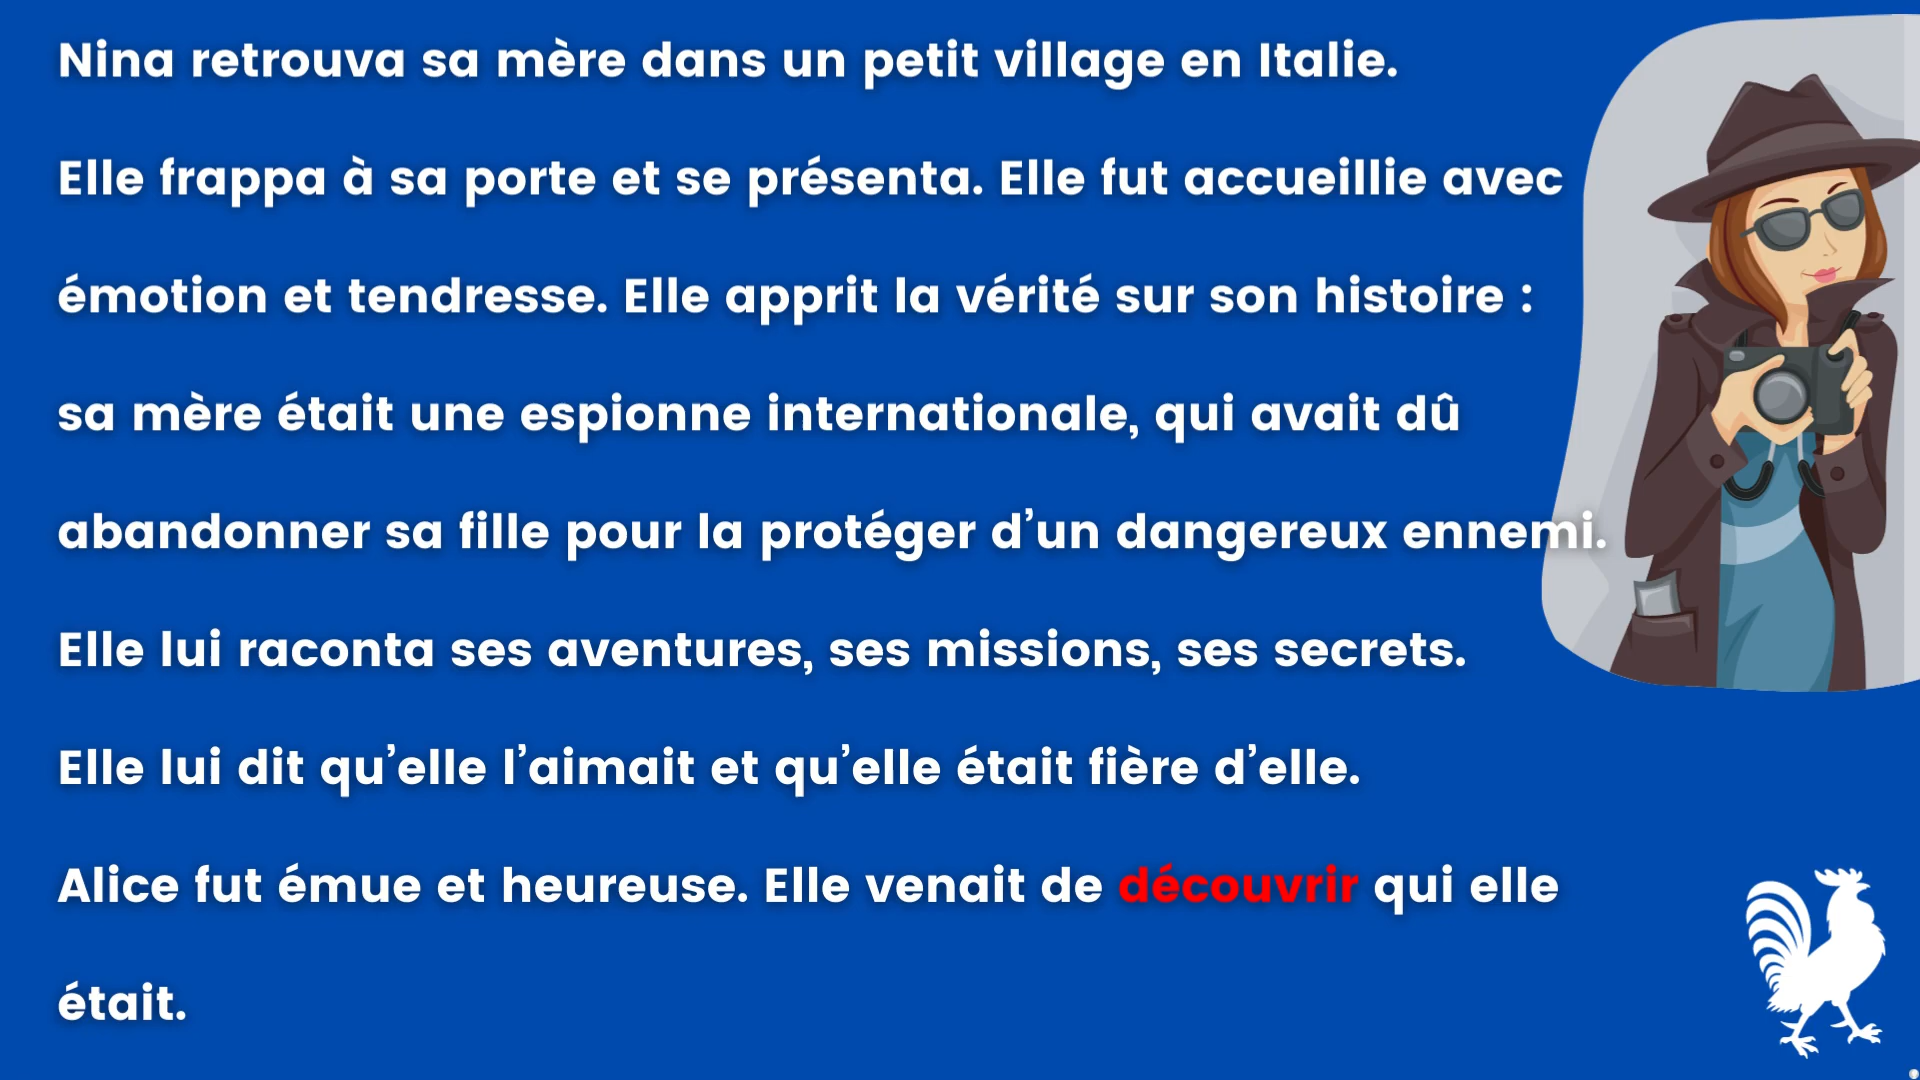 Nina retrouva sa mère dans un petit village en Italie.
Elle frappa à sa porte et se présenta. Elle fut accueillie avec
émotion et tendresse. Elle apprit la vérité sur son histoire :
sa mère était une espionne internationale, qui avait dû
abandonner sa fille pour la protéger d’un dangereux ennemi.
Elle lui raconta ses aventures, ses missions, ses secrets.
Elle lui dit qu’elle l’aimait et qu’elle était fière d’elle.
Alice fut émue et heureuse. Elle venait de découvrir qui elle
était.